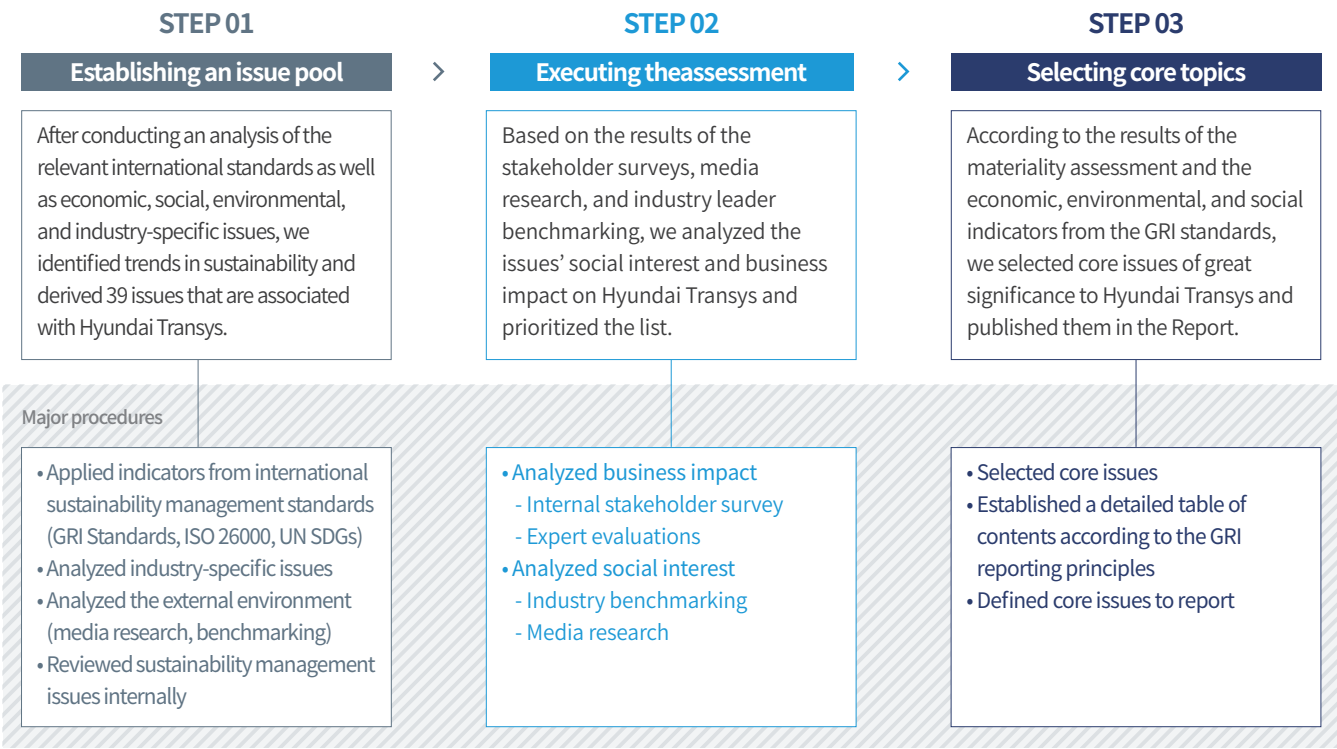 STEP 01
Establishing an issue pool
After conducting an analysis of the
relevant international standards as well
as economic, social, environmental,
and industry-specific issues, we
identified trends in sustainability and
derived 39 issues that are associated
with Hyundai Transys.
>
STEP 02
Executing theassessment
Based on the results of the
stakeholder surveys, media
research, and industry leader
benchmarking, we analyzed the
issues’ social interest and business
impact on Hyundai Transys and
prioritized the list.
>
STEP 03
Selecting core topics
According to the results of the
materiality assessment and the
economic, environmental, and social
indicators from the GRI standards,
we selected core issues of great
significance to Hyundai Transys and
published them in the Report.
Major procedures
• Applied indicators from international
sustainability management standards
(GRI Standards, ISO 26000, UN SDGs)
• Analyzed industry-specific issues
• Analyzed the external environment
(media research, benchmarking)
• Reviewed sustainability management
issues internally
• Analyzed business impact
- Internal stakeholder survey
- Expert evaluations
• Analyzed social interest
- Industry benchmarking
- Media research
• Selected core issues
• Established a detailed table of
contents according to the GRI
reporting principles
• Defined core issues to report